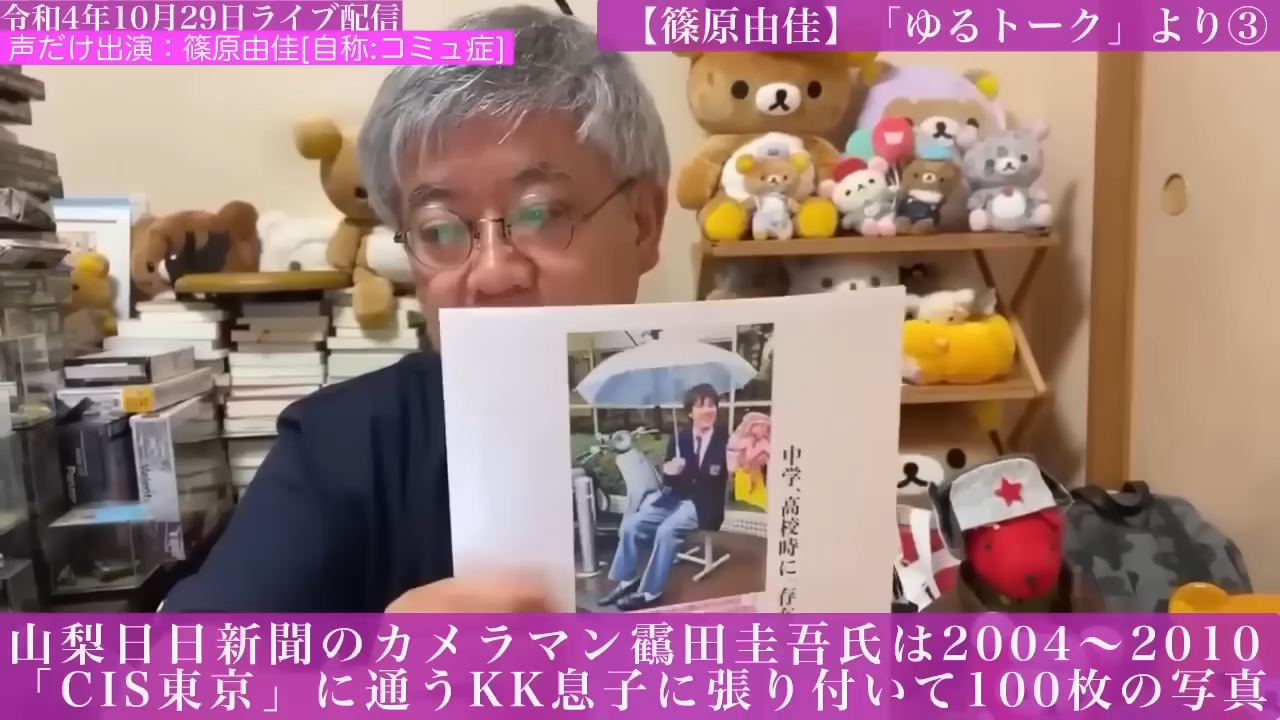 令和4年10月29日ライブ配信
声だけ出演：篠原由佳[自称:コミュ症]
【篠原由佳】「ゆるトーク」より③
中学、高校時に
山梨日日新聞のカメラマン靍田圭吾氏は2004～2010
「CIS東京」に通うKK息子に張り付いて100枚の写真